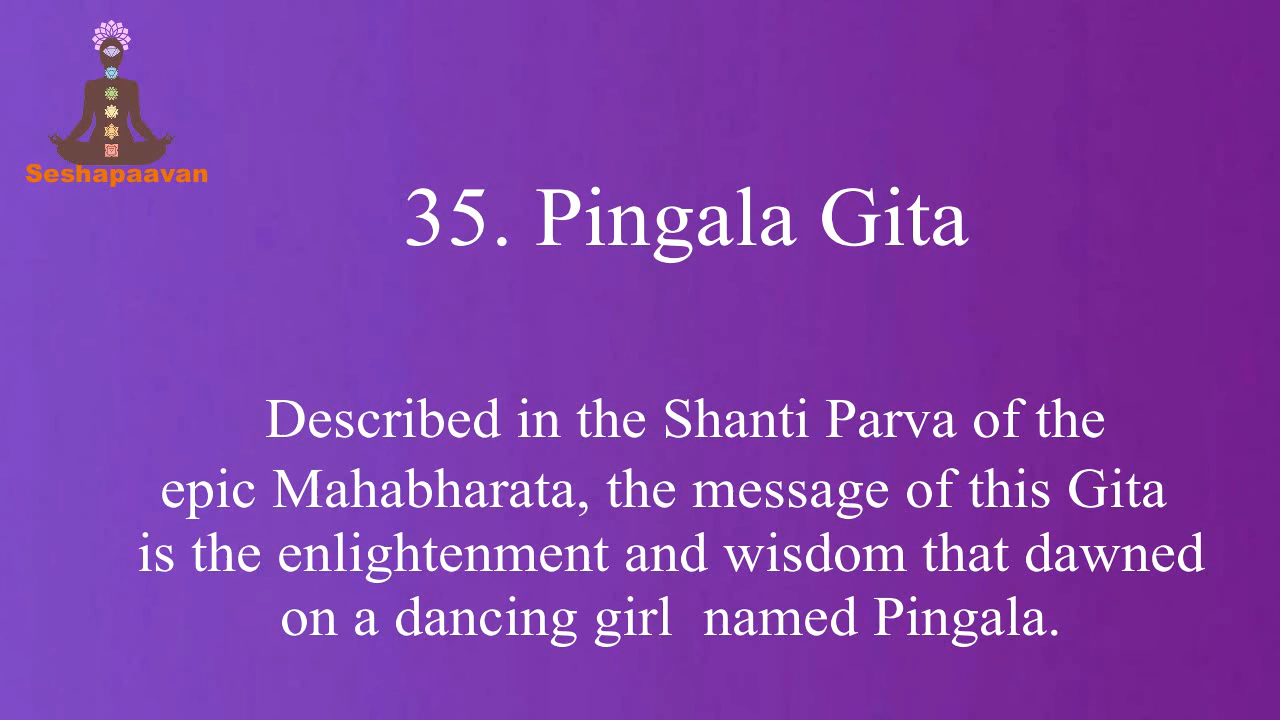 Seshapaavan
35. Pingala Gita
Described in the Shanti Parva of the
epic Mahabharata, the message of this Gita
is the enlightenment and wisdom that dawned
on a dancing girl  named Pingala.